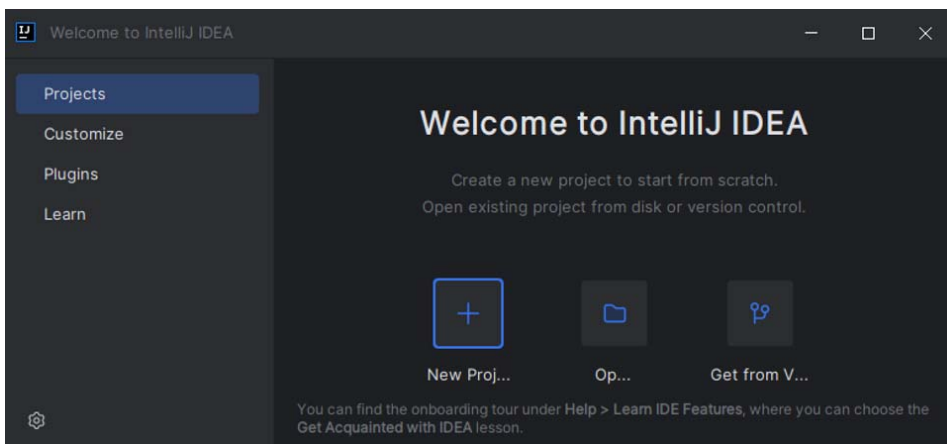 IJ Welcome to IntelliJ IDEA
Projects
Customize
Plugins
Learn
Welcome to IntelliJ IDEA
Create a new project to start from scratch.
Open existing project from disk or version control.
New Proj... Op... Get from V...
You can find the onboarding tour under Help > Learn IDE Features, where you can choose the
Get Acquainted with IDEA lesson.